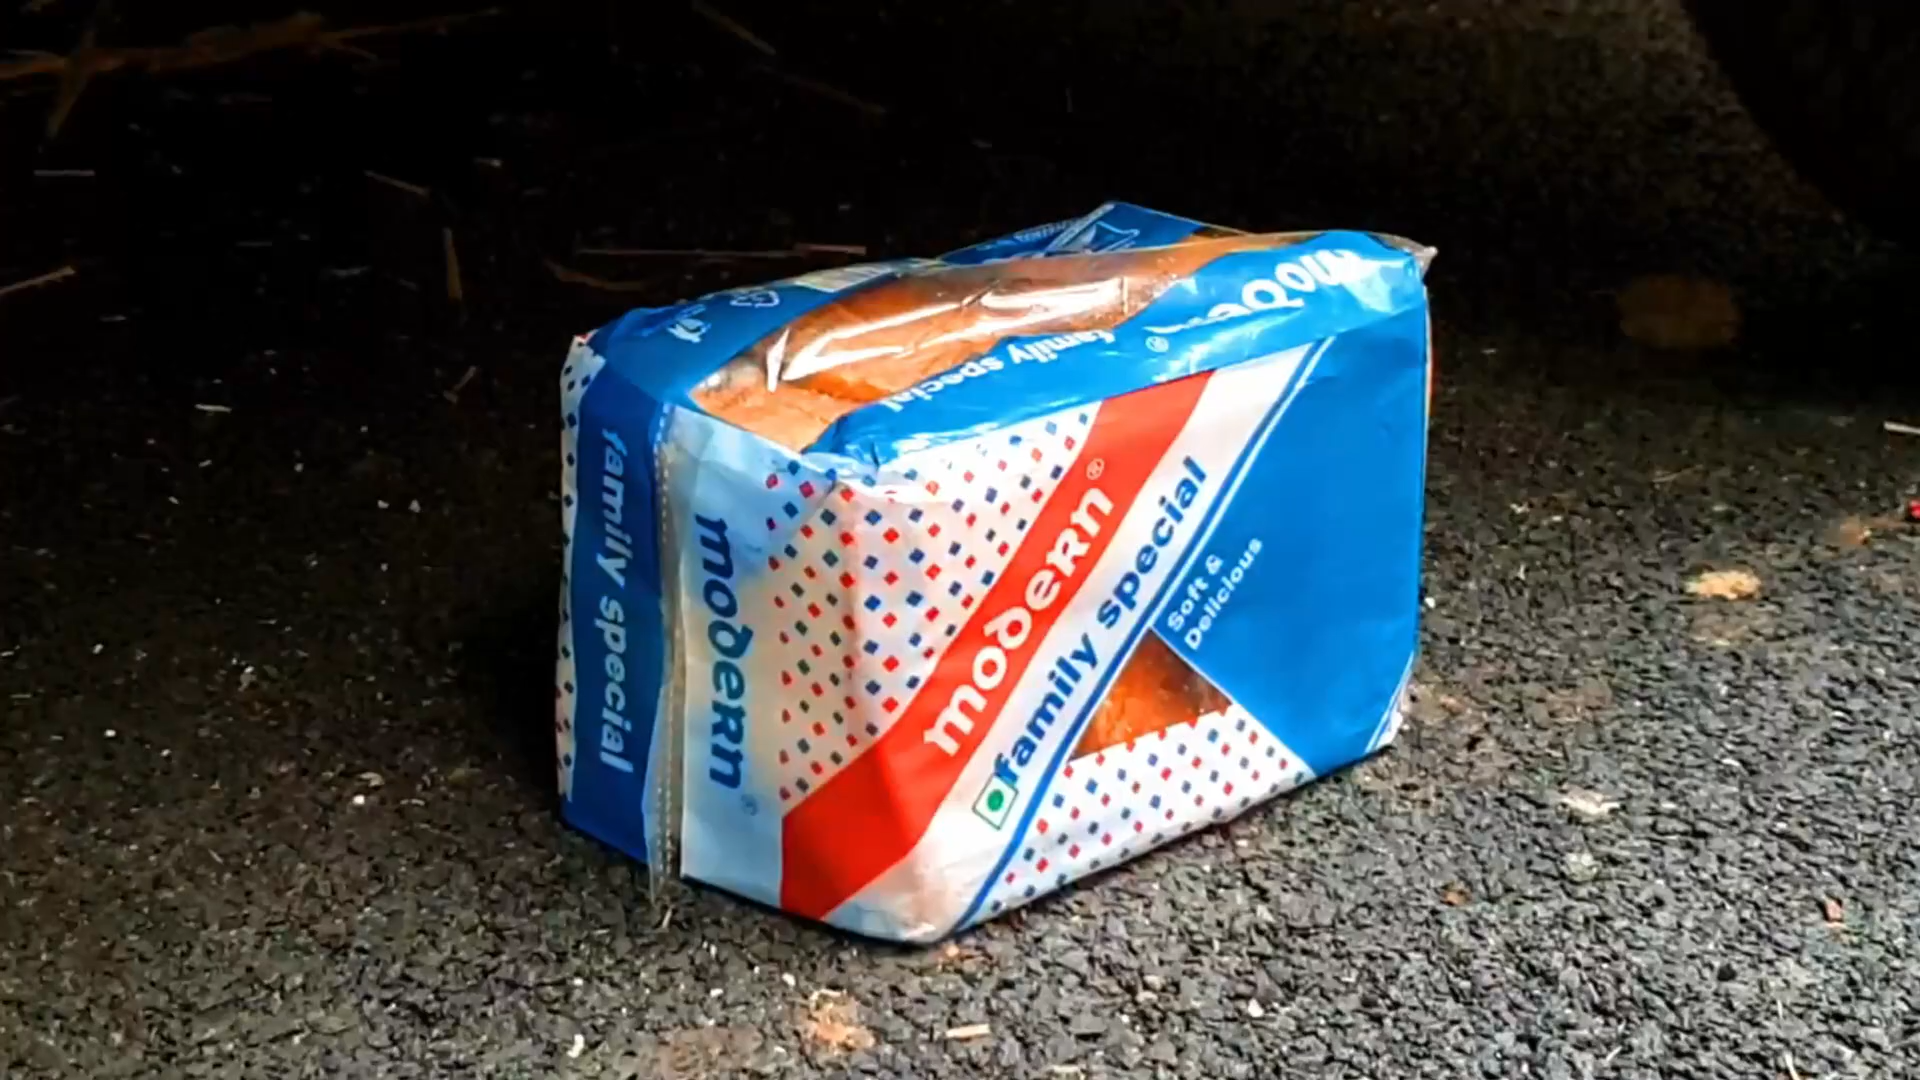 modern®
family special
modern®
family special
Soft &
Delicious
family special
modern®